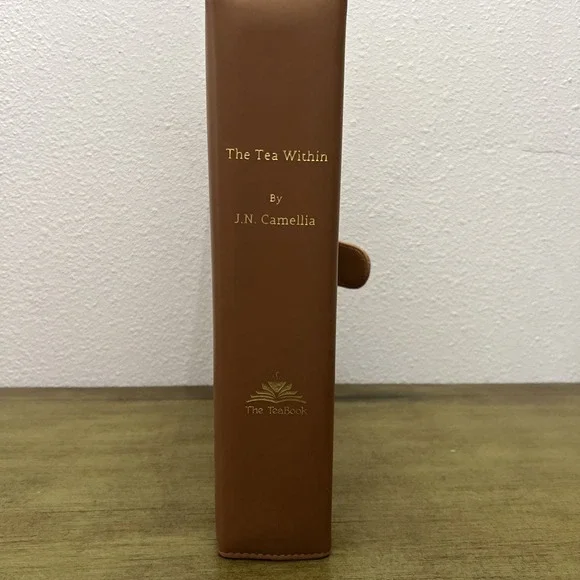 The Tea Within
By
J.N. Camellia
The TeaBook